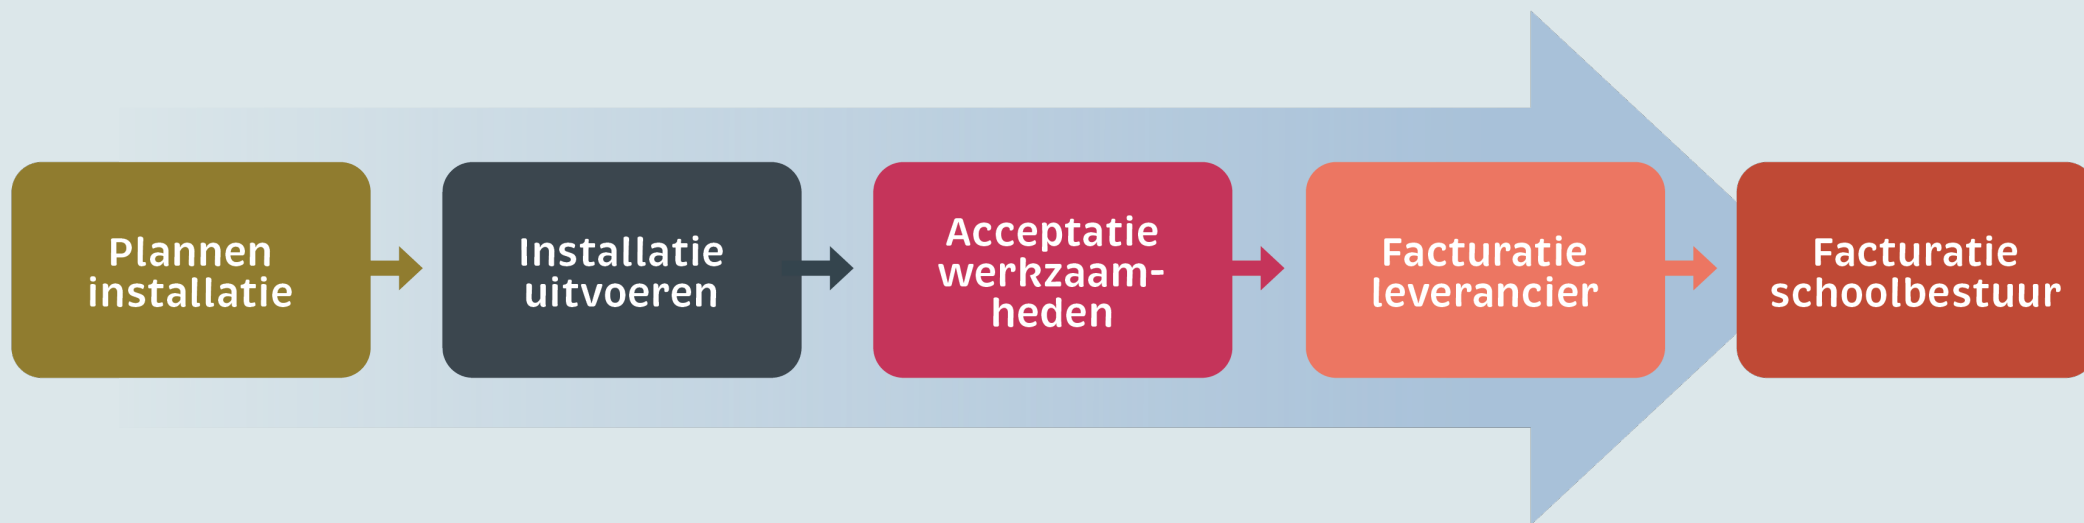 Plannen
installatie
Installatie
uitvoeren
Acceptatie
werkzaam-
heden
Facturatie
leverancier
Facturatie
schoolbestuur